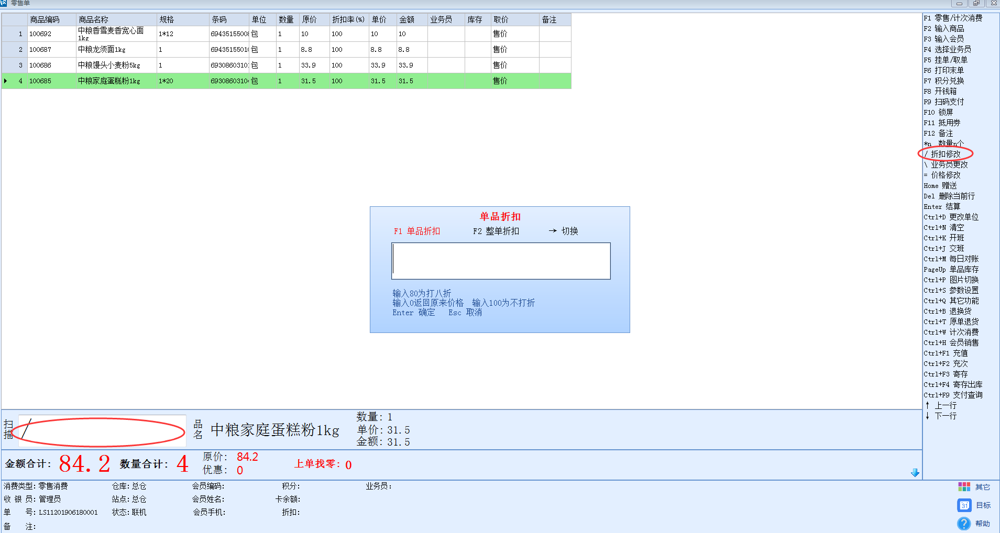 零售单
商品编码 商品名称 规格 条码 单位 数量 原价 折扣率(%) 单价 金额 业务员 库存 取价 备注
1 100692 中粮香雪麦香宽心面1kg 1*12 6943515500 包 1 10 100 10 10 售价
2 100687 中粮龙须面1kg 1 6943515501 包 1 8.8 100 8.8 8.8 售价
3 100686 中粮馒头小麦粉5kg 1 6930860310 包 1 33.9 100 33.9 33.9 售价
4 100685 中粮家庭蛋糕粉1kg 1*20 6930860310 包 1 31.5 100 31.5 31.5 售价
单品折扣
F1 单品折扣 F2 整单折扣 → 切换
输入80为打八折
输入0返回原来价格 输入100为不打折
Enter 确定 Esc 取消
F1 零售/计次消费
F2 输入商品
F3 输入会员
F4 选择业务员
F5 挂单/取单
F6 打印末单
F7 积分兑换
F8 开钱箱
F9 扫码支付
F10 锁屏
F11 抵用券
F12 备注
*n 数量n个
/ 折扣修改
\ 业务员更改
= 价格修改
Home 赠送
Del 删除当前行
Enter 结算
Ctrl+D 更改单位
Ctrl+N 清空
Ctrl+K 开班
Ctrl+J 交班
Ctrl+M 每日对账
PageUp 单品库存
Ctrl+P 图片切换
Ctrl+S 参数设置
Ctrl+Q 其它功能
Ctrl+B 退换货
Ctrl+T 原单退货
Ctrl+W 计次消费
Ctrl+H 会员销售
Ctrl+F1 充值
Ctrl+F2 充次
Ctrl+F3 寄存
Ctrl+F4 寄存出库
Ctrl+F9 支付查询
↑ 上一行
↓ 下一行
扫描 / 品名 中粮家庭蛋糕粉1kg
数量: 1
单价: 31.5
金额: 31.5
金额合计: 84.2 数量合计: 4
原价: 84.2
优惠: 0
上单找零: 0
消费类型: 零售消费 仓库: 总仓 会员编码: 积分: 业务员:
收银员: 管理员 站点: 总仓 会员姓名: 卡余额:
单号: LS11201906180001 状态: 联机 会员手机: 折扣:
备注:
其它
31 目标
? 帮助